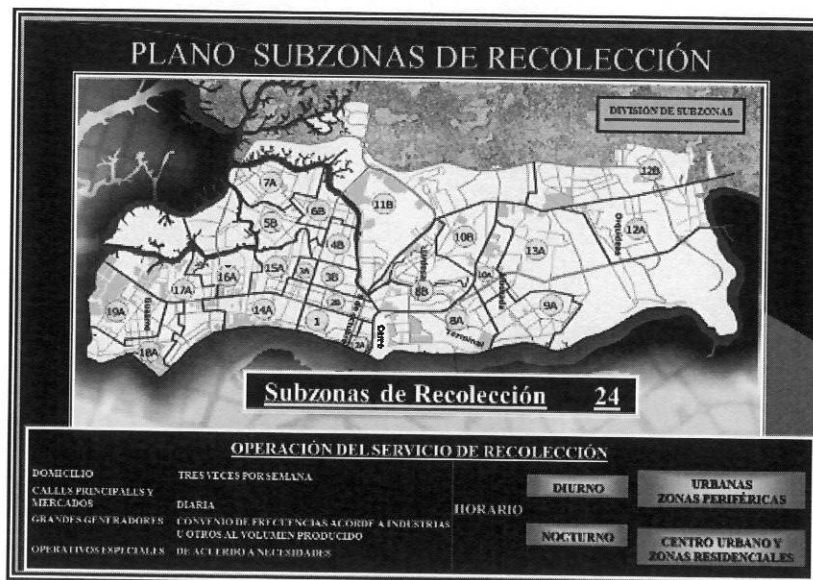 PLANO SUBZONAS DE RECOLECCIÓN
DIVISIÓN DE SUBZONAS
12B
7A
11B
6B
5B
10B
12A
4B
13A
15A
3A
3B
16A
10A
17A
8B
2B
9A
19A
14A
1
8A
Terminal
2A
18A
Subzonas de Recolección 24
OPERACIÓN DEL SERVICIO DE RECOLECCIÓN
DOMICILIO TRES VECES POR SEMANA
CALLES PRINCIPALES Y
MERCADOS DIARIA
GRANDES GENERADORES CONVENIO DE FRECUENCIAS ACORDE A INDUSTRIAS
U OTROS AL VOLUMEN PRODUCIDO
OPERATIVOS ESPECIALES DE ACUERDO A NECESIDADES
HORARIO
DIURNO
URBANAS
ZONAS PERIFÉRICAS
NOCTURNO
CENTRO URBANO Y
ZONAS RESIDENCIALES